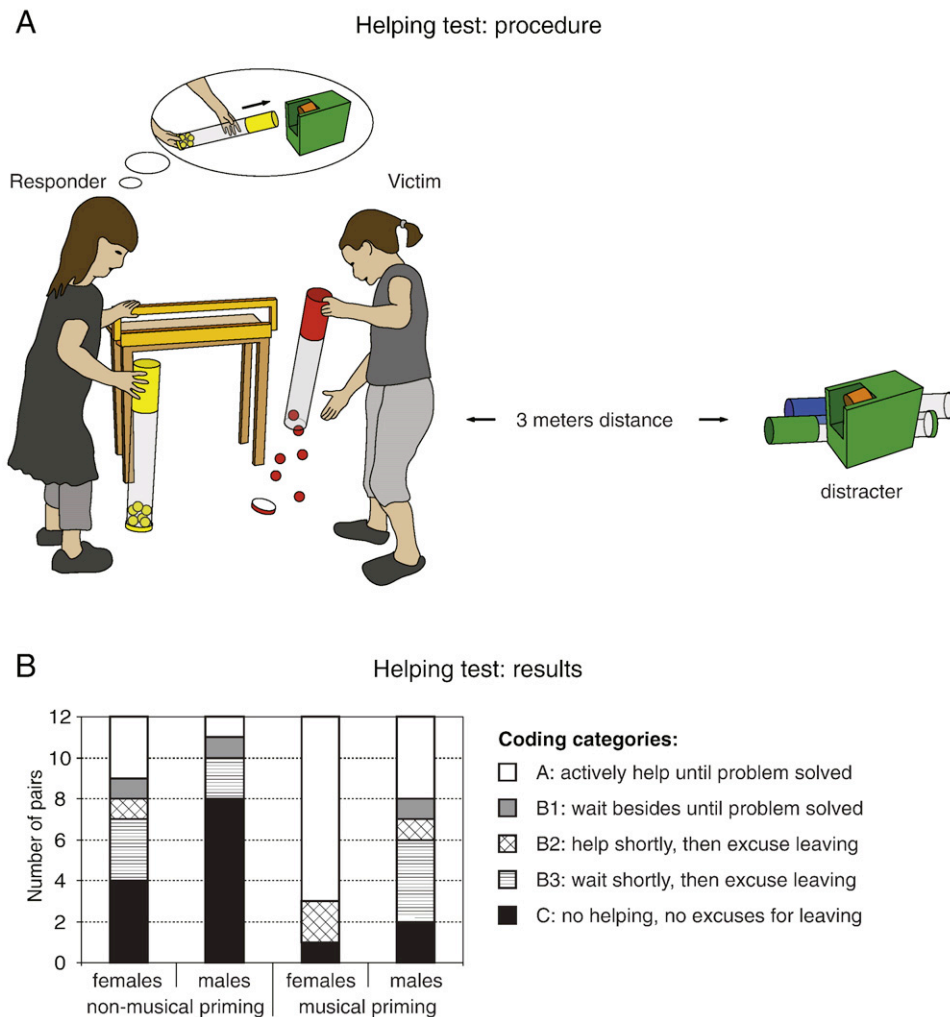 A
Helping test: procedure
Responder
Victim
3 meters distance
distracter
B
Helping test: results
Number of pairs
12
10
8
6
4
2
0
females
males
females
males
non-musical priming
musical priming
Coding categories:
A: actively help until problem solved
B1: wait besides until problem solved
B2: help shortly, then excuse leaving
B3: wait shortly, then excuse leaving
C: no helping, no excuses for leaving